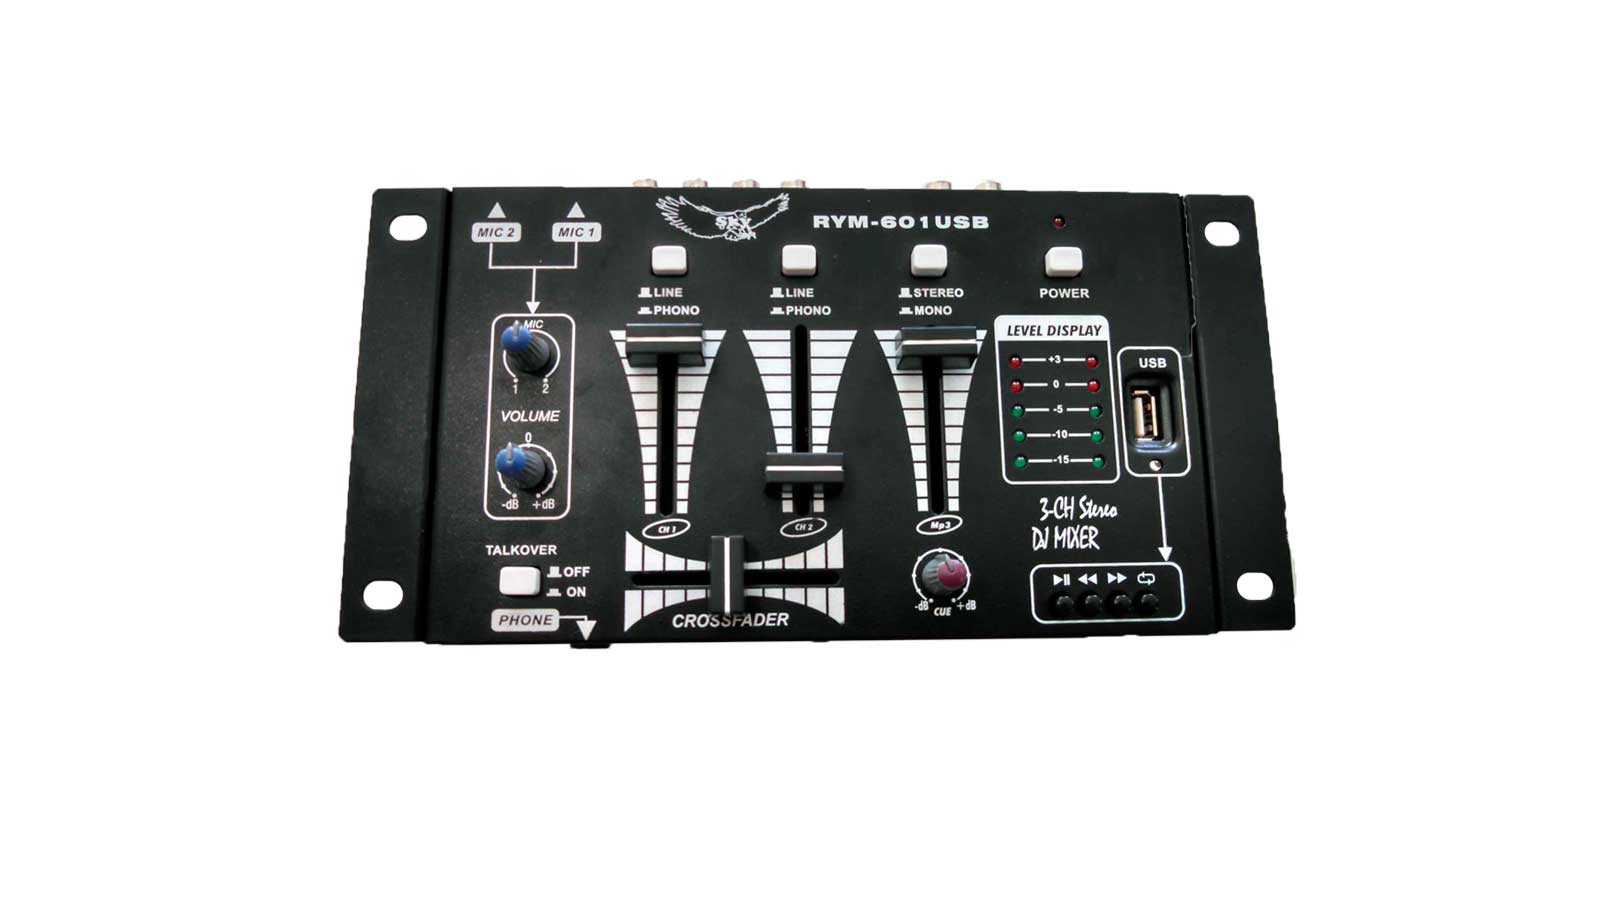 SKY
RYM-601USB
MIC 2
MIC 1
LINE
PHONO
LINE
PHONO
STEREO
MONO
POWER
MIC
1 2
VOLUME
0
-dB +dB
LEVEL DISPLAY
+3
0
-5
-10
-15
USB
CH 1
CH 2
Mp3
3-CH Stereo
DJ MIXER
TALKOVER
OFF
ON
PHONE
CROSSFADER
-dB CUE +dB